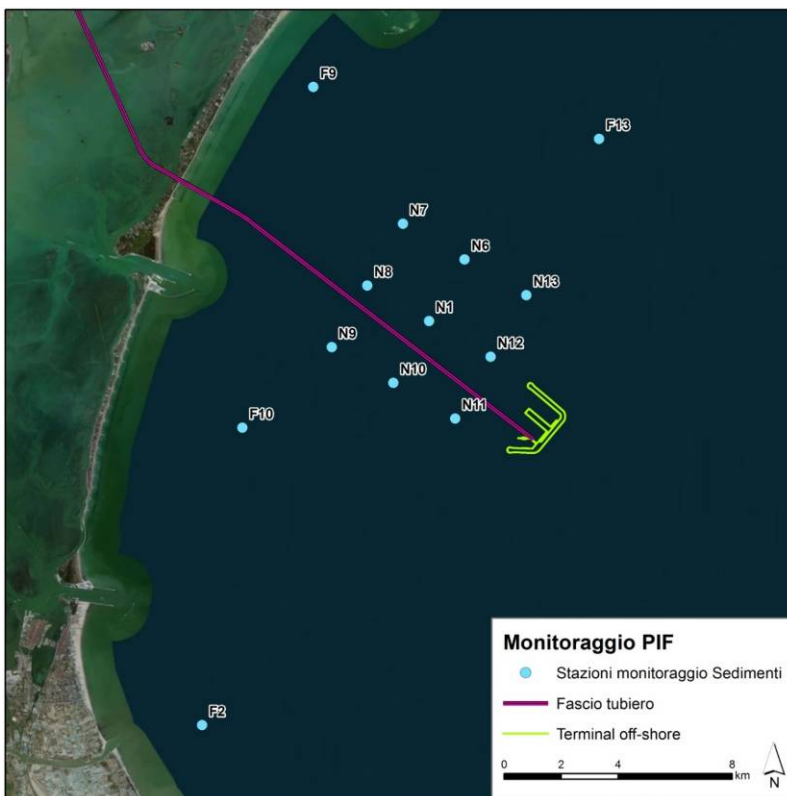 F9
F13
N7
N6
N8
N13
N1
N9
N12
N10
N11
F10
F2
Monitoraggio PIF
Stazioni monitoraggio Sedimenti
Fascio tubiero
Terminal off-shore
0 2 4 8
km
N